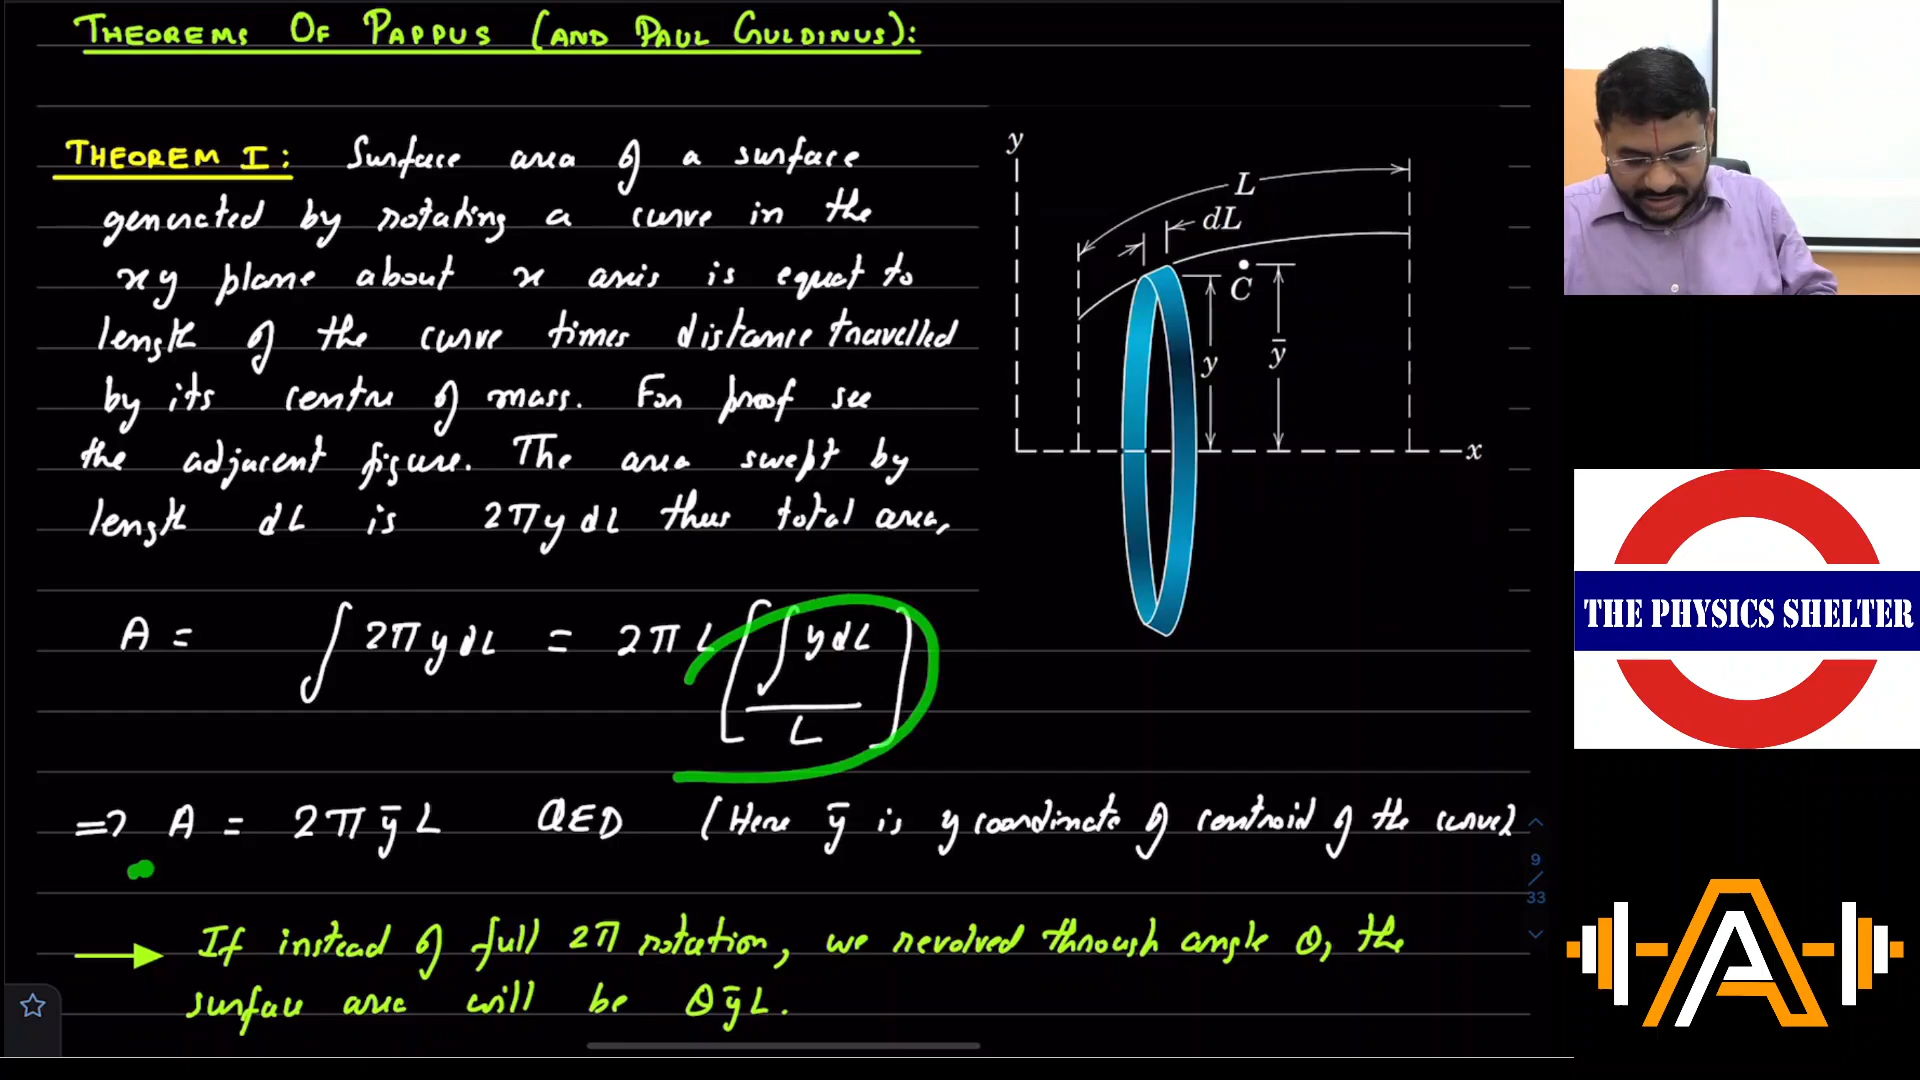 THEOREMS OF PAPPUS (AND PAUL GULDINUS):
THEOREM I: Surface area of a surface
generated by rotating a curve in the
xy plane about x axis is equal to
length of the curve times distance travelled
by its centre of mass. For proof see
the adjacent figure. The area swept by
length dL is 2πy dL thus total area,
A = ∫ 2πy dL = 2π L [ ∫ y dL / L ]
⇒ A = 2π ȳ L QED (Here ȳ is y coordinate of centroid of the curve)
→ If instead of full 2π rotation, we revolved through angle θ, the
surface area will be θ ȳ L.
y
L
dL
C
y
ȳ
x
9
/
33
THE PHYSICS SHELTER
A